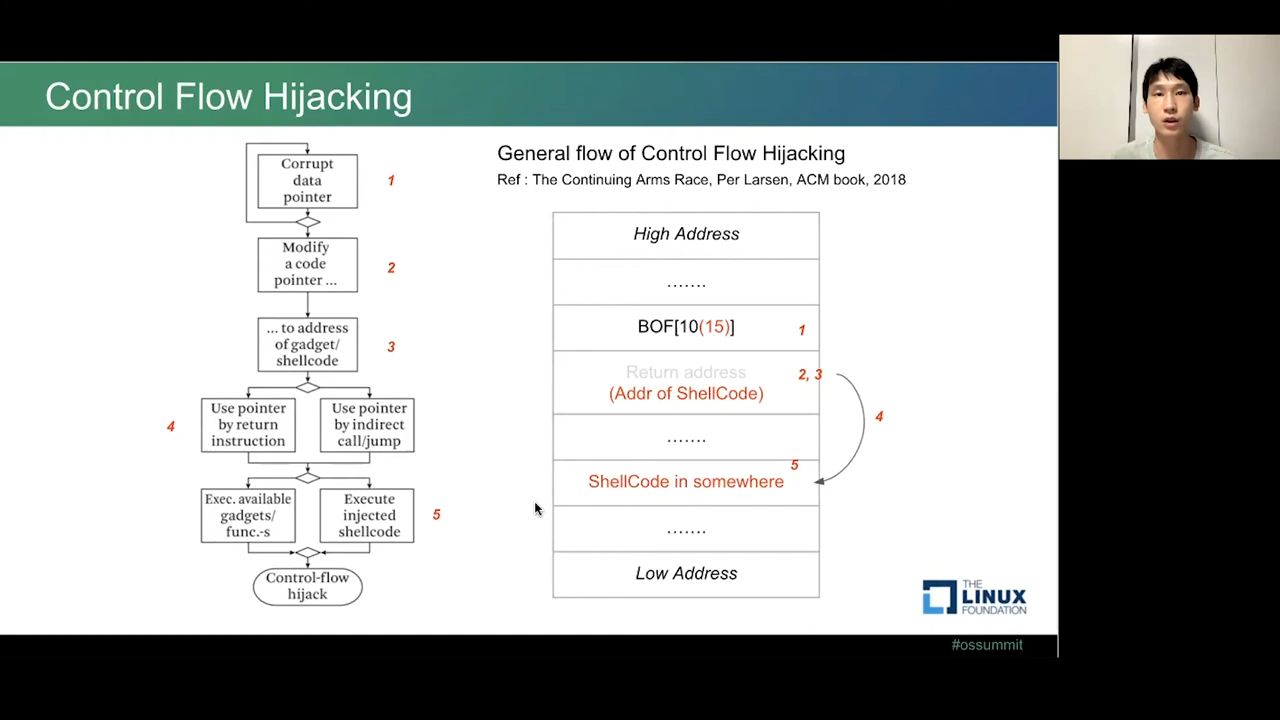 Control Flow Hijacking
Corrupt
data
pointer
1
Modify
a code
pointer ...
2
... to address
of gadget/
shellcode
3
4
Use pointer
by return
instruction
Use pointer
by indirect
call/jump
Exec. available
gadgets/
func.-s
Execute
injected
shellcode
5
Control-flow
hijack
General flow of Control Flow Hijacking
Ref : The Continuing Arms Race, Per Larsen, ACM book, 2018
High Address
.......
BOF[10(15)]
1
Return address
2, 3
(Addr of ShellCode)
4
.......
5
ShellCode in somewhere
.......
Low Address
THE
LINUX
FOUNDATION
#ossummit